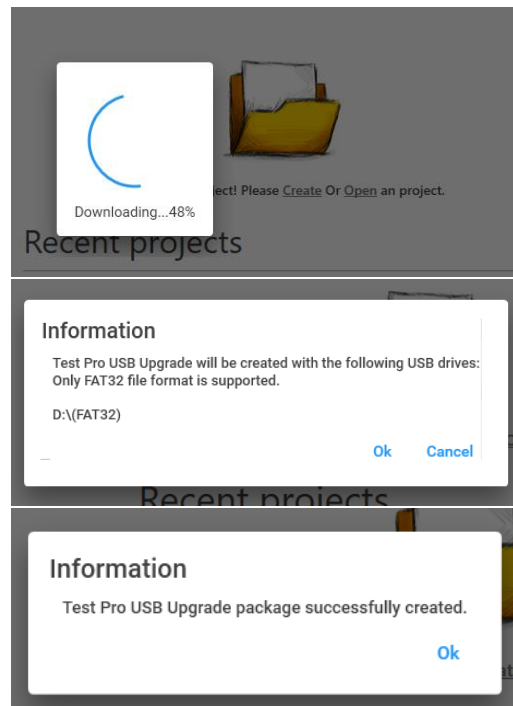 ject! Please Create Or Open an project.
Downloading...48%
Recent projects
Information
Test Pro USB Upgrade will be created with the following USB drives:
Only FAT32 file format is supported.
D:\(FAT32)
Ok Cancel
Recent projects
Information
Test Pro USB Upgrade package successfully created.
Ok